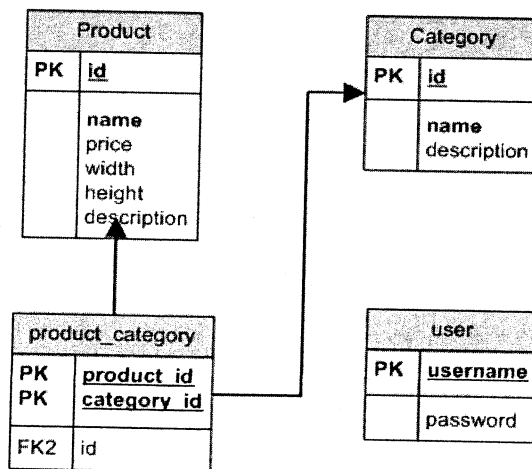 Product
PK id
name
price
width
height
description
Category
PK id
name
description
product_category
PK product_id
PK category_id
FK2 id
user
PK username
password